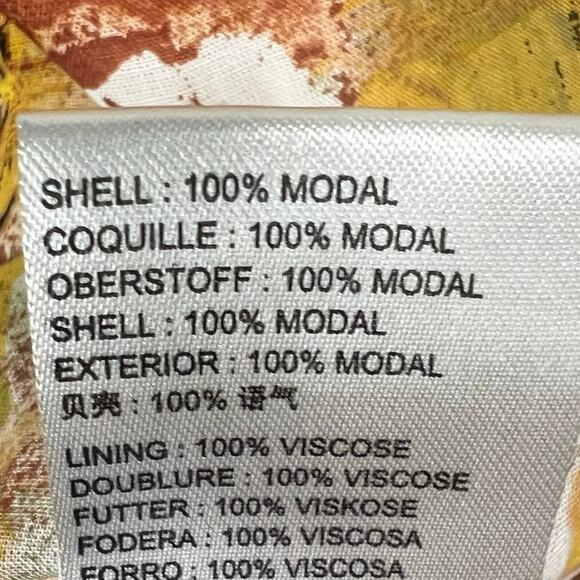 SHELL : 100% MODAL
COQUILLE : 100% MODAL
OBERSTOFF : 100% MODAL
SHELL : 100% MODAL
EXTERIOR : 100% MODAL
贝壳 : 100% 语气
LINING : 100% VISCOSE
DOUBLURE : 100% VISCOSE
FUTTER : 100% VISKOSE
FODERA : 100% VISCOSA
FORRO : 100% VISCOSA